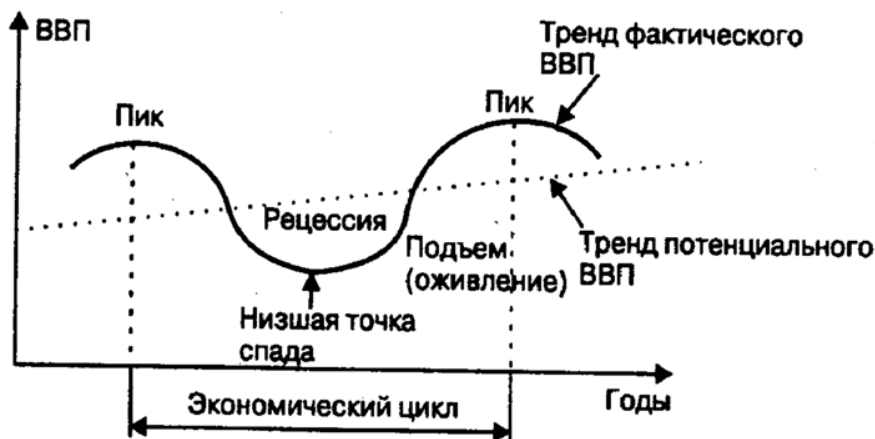 ВВП
Тренд фактического
ВВП
Пик
Пик
Рецессия
Подъем
(оживление)
Тренд потенциального
ВВП
Низшая точка
спада
Экономический цикл
Годы